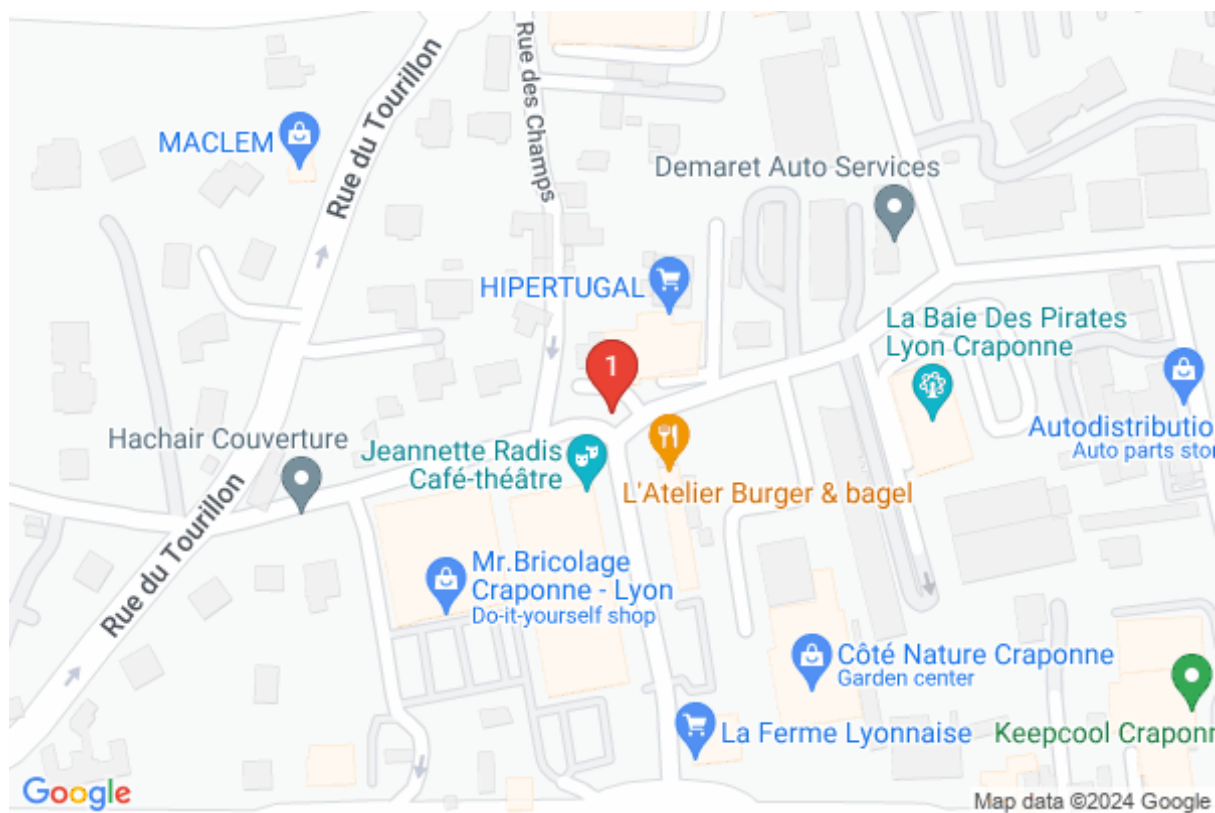 Rue des Champs
Rue du Tourillon
MACLEM
Demaret Auto Services
HIPERTUGAL
La Baie Des Pirates
Lyon Craponne
1
Autodistributio
Auto parts stor
Hachair Couverture
Jeannette Radis
Café-théâtre
L'Atelier Burger & bagel
Rue du Tourillon
Mr.Bricolage
Craponne - Lyon
Do-it-yourself shop
Côté Nature Craponne
Garden center
La Ferme Lyonnaise
Keepcool Craponn
Google
Map data ©2024 Google